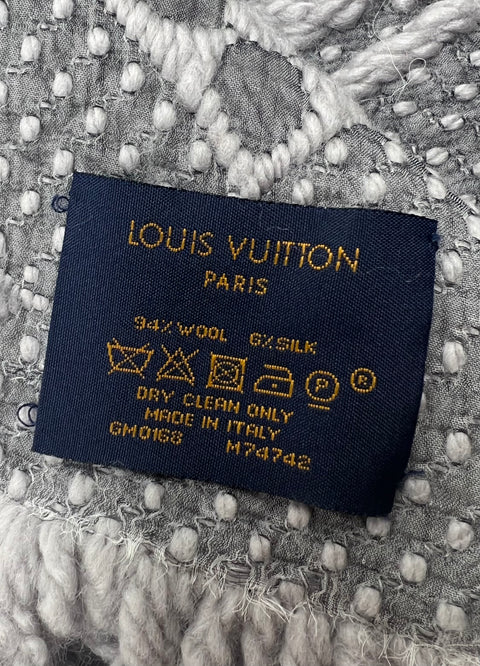 LOUIS VUITTON
PARIS
94% WOOL 6% SILK
P R
DRY CLEAN ONLY
MADE IN ITALY
GM0168 M74742